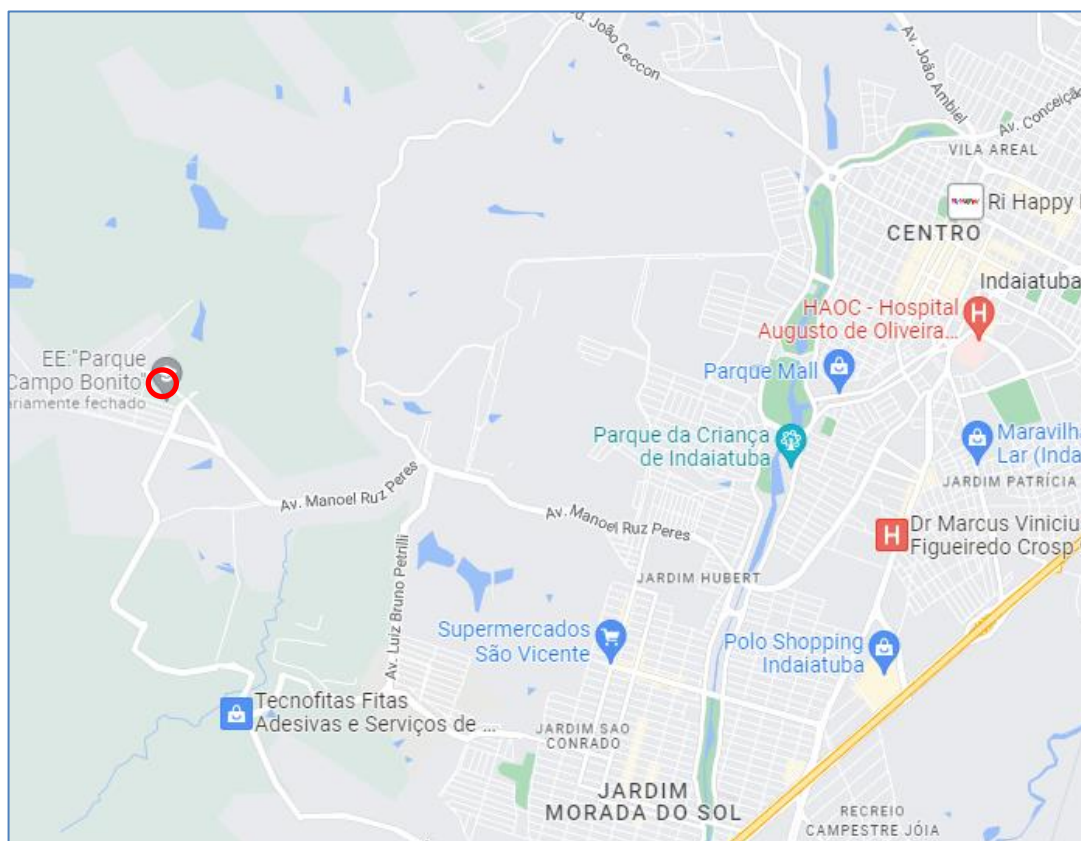 d. João Ceccon
Av. João Ambiel
Av. Conceição
VILA AREAL
Ri Happy
CENTRO
Indaiatuba
HAOC - Hospital
Augusto de Oliveira...
EE:"Parque
Campo Bonito"
ariamente fechado
Parque Mall
Parque da Criança
de Indaiatuba
Maravilha
Lar (Inda
JARDIM PATRÍCIA
Av. Manoel Ruz Peres
Av. Manoel Ruz Peres
Dr Marcus Viniciu
Figueiredo Crosp
JARDIM HUBERT
Av. Luiz Bruno Petrilli
Supermercados
São Vicente
Polo Shopping
Indaiatuba
Tecnofitas Fitas
Adesivas e Serviços de ...
JARDIM SAO
CONRADO
JARDIM
MORADA DO SOL
RECREIO
CAMPESTRE JÓIA